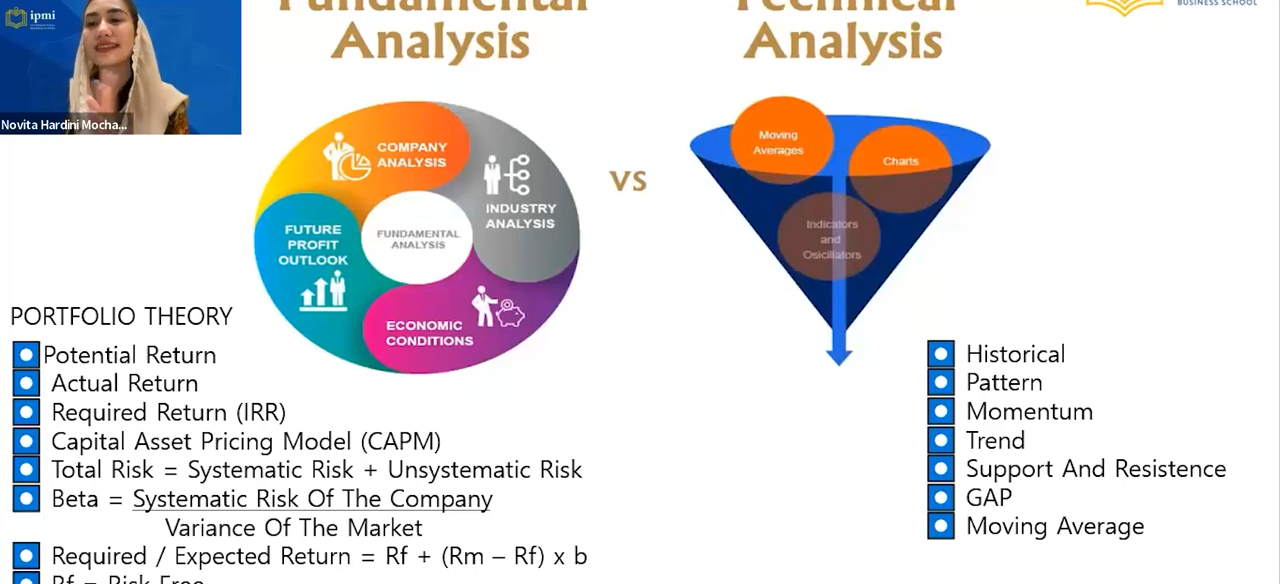 ipmi
Novita Hardini Mocha...
Fundamental
Analysis
Technical
Analysis
BUSINESS SCHOOL
COMPANY
ANALYSIS
INDUSTRY
ANALYSIS
FUTURE
PROFIT
OUTLOOK
FUNDAMENTAL
ANALYSIS
ECONOMIC
CONDITIONS
VS
Moving
Averages
Charts
Indicators
and
Osicillators
PORTFOLIO THEORY
Potential Return
Actual Return
Required Return (IRR)
Capital Asset Pricing Model (CAPM)
Total Risk = Systematic Risk + Unsystematic Risk
Beta = Systematic Risk Of The Company
Variance Of The Market
Required / Expected Return = Rf + (Rm – Rf) x b
Rf = Risk Free
Historical
Pattern
Momentum
Trend
Support And Resistence
GAP
Moving Average